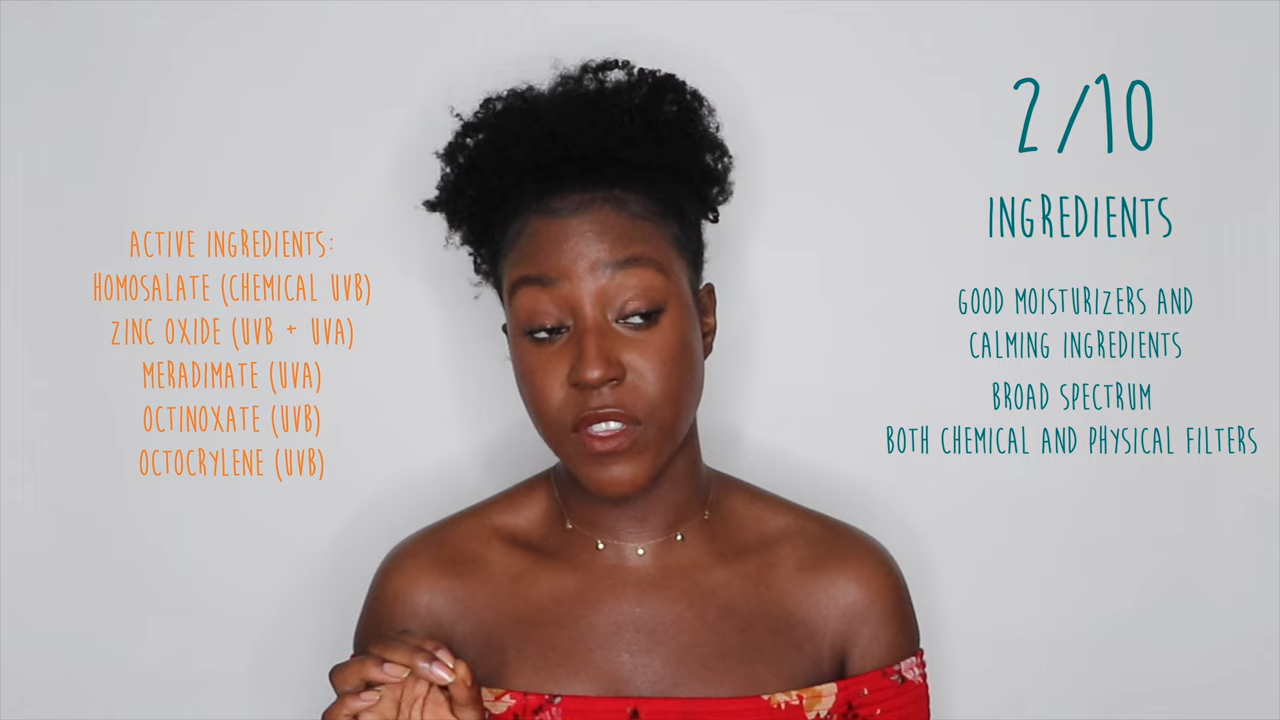 ACTIVE INGREDIENTS:
HOMOSALATE (CHEMICAL UVB)
ZINC OXIDE (UVB + UVA)
MERADIMATE (UVA)
OCTINOXATE (UVB)
OCTOCRYLENE (UVB)
2/10
INGREDIENTS
GOOD MOISTURIZERS AND
CALMING INGREDIENTS
BROAD SPECTRUM
BOTH CHEMICAL AND PHYSICAL FILTERS